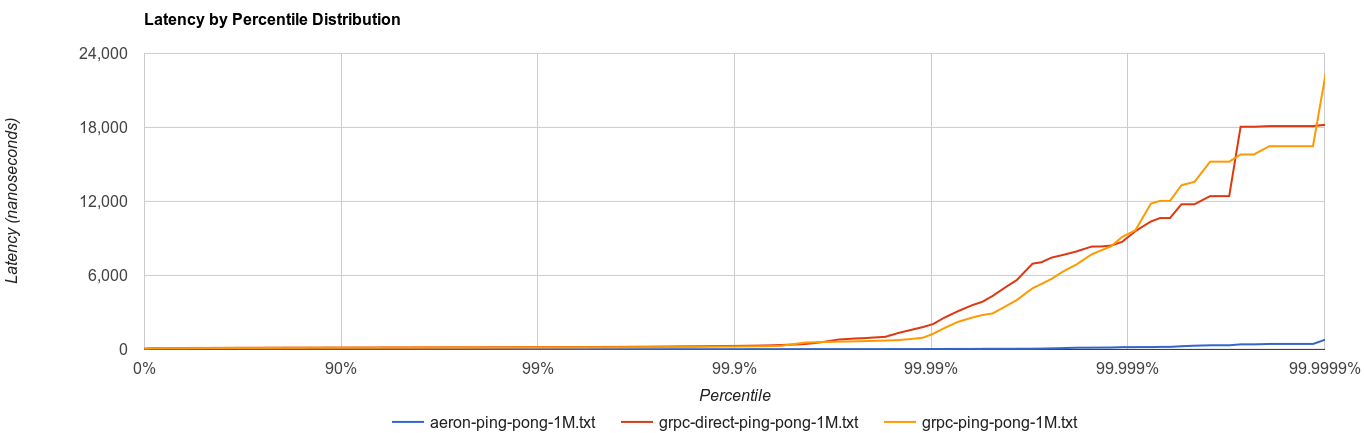 Latency by Percentile Distribution
24,000
18,000
12,000
6,000
0
Latency (nanoseconds)
0% 90% 99% 99.9% 99.99% 99.999% 99.9999%
Percentile
aeron-ping-pong-1M.txt grpc-direct-ping-pong-1M.txt grpc-ping-pong-1M.txt